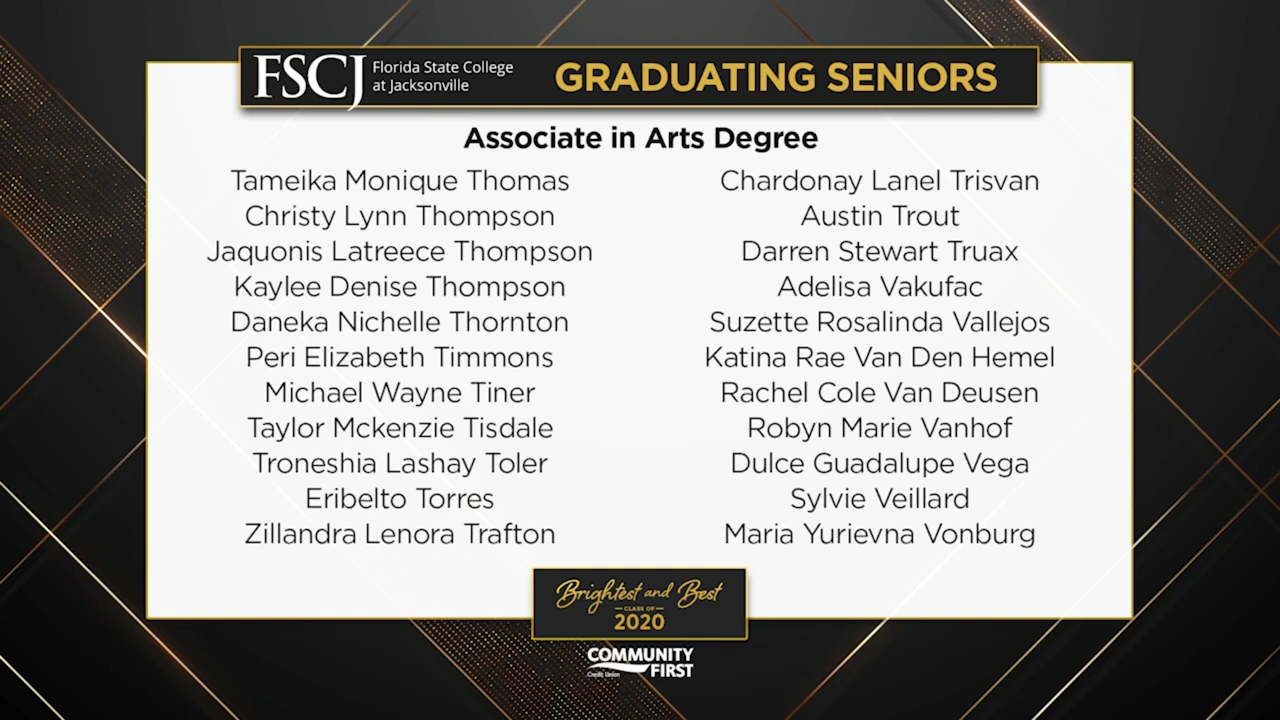 FSCJ Florida State College at Jacksonville
GRADUATING SENIORS
Associate in Arts Degree
Tameika Monique Thomas
Christy Lynn Thompson
Jaquonis Latreece Thompson
Kaylee Denise Thompson
Daneka Nichelle Thornton
Peri Elizabeth Timmons
Michael Wayne Tiner
Taylor Mckenzie Tisdale
Troneshia Lashay Toler
Eribelto Torres
Zillandra Lenora Trafton
Chardonay Lanel Trisvan
Austin Trout
Darren Stewart Truax
Adelisa Vakufac
Suzette Rosalinda Vallejos
Katina Rae Van Den Hemel
Rachel Cole Van Deusen
Robyn Marie Vanhof
Dulce Guadalupe Vega
Sylvie Veillard
Maria Yurievna Vonburg
Brightest and Best
CLASS OF
2020
COMMUNITY
Credit Union FIRST